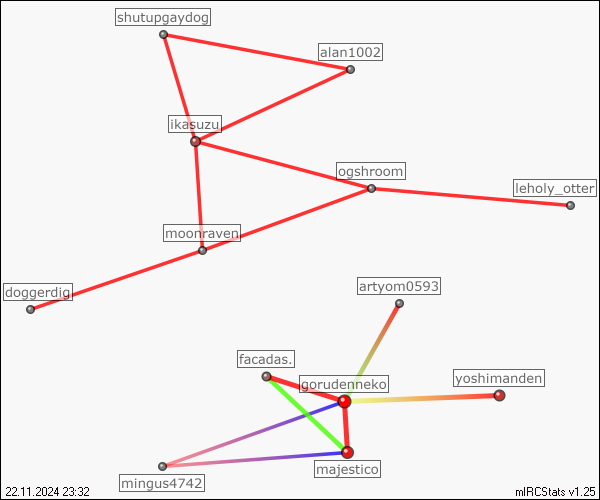 shutupgaydog
alan1002
ikasuzu
ogshroom
leholy_otter
moonraven
doggerdig
artyom0593
facadas.
gorudenneko
yoshimanden
majestico
mingus4742
22.11.2024 23:32
mIRCStats v1.25